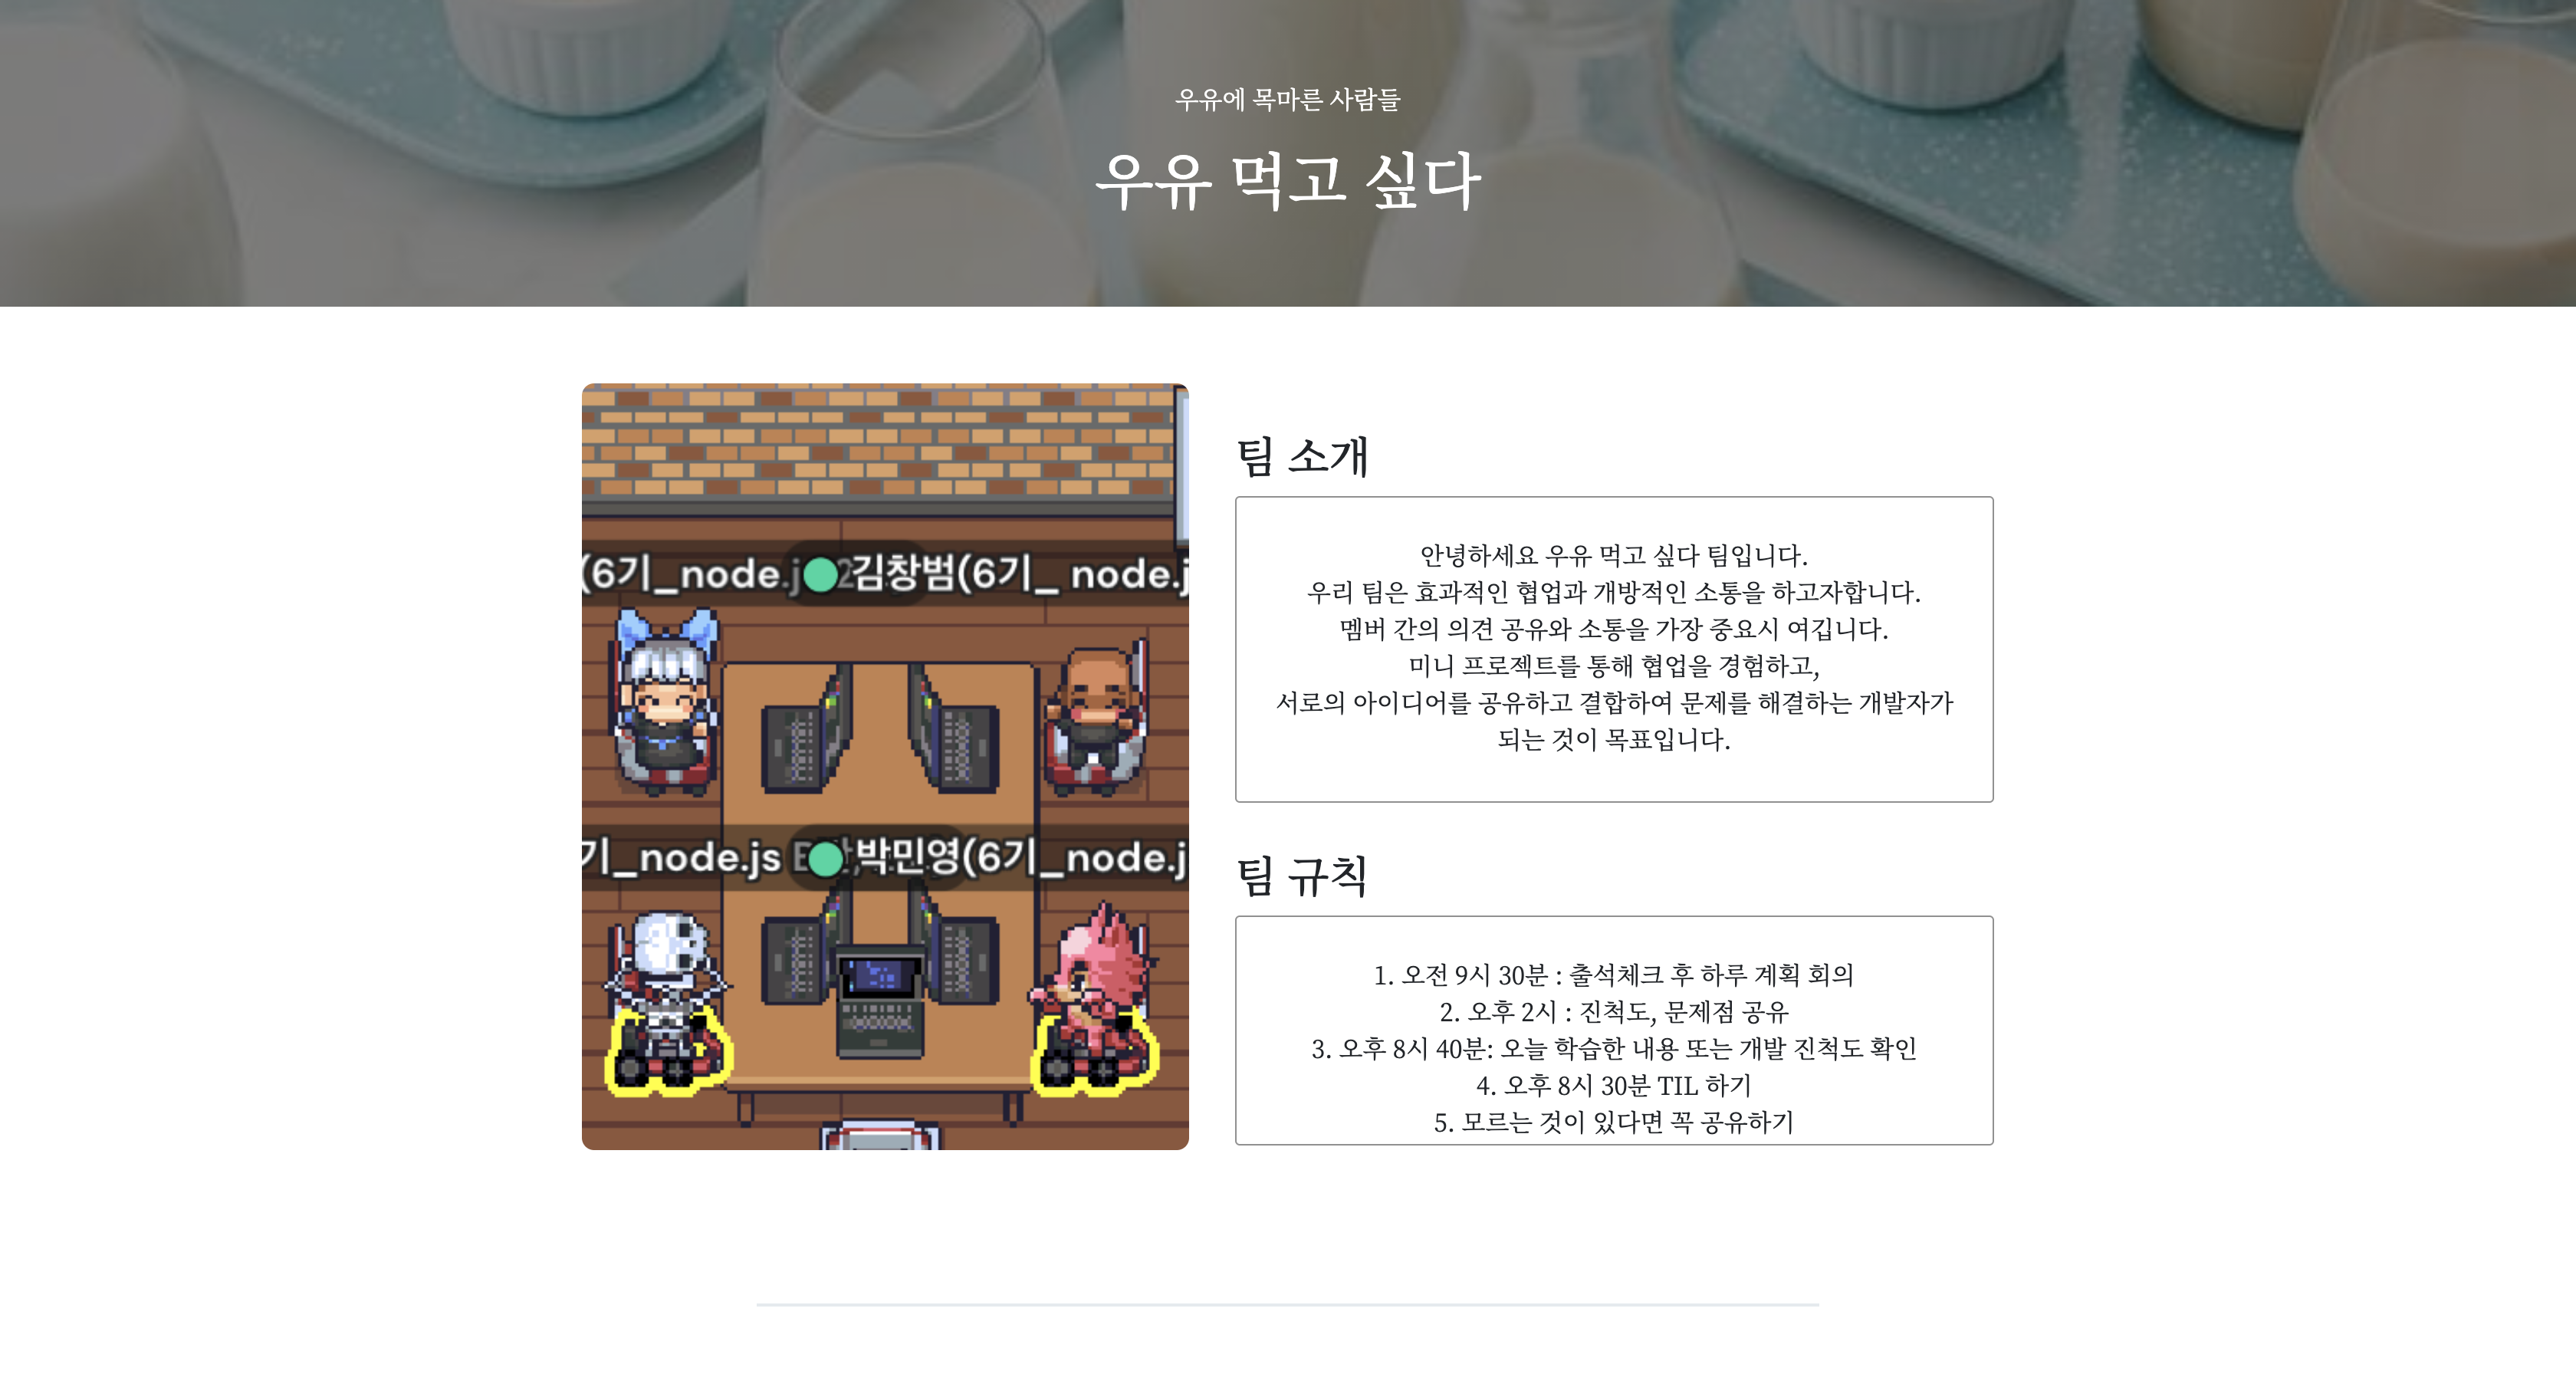 우유에 목마른 사람들
우유 먹고 싶다
(6기_node.j
김창범(6기_ node.j
기_node.js
박민영(6기_node.j
팀 소개
안녕하세요 우유 먹고 싶다 팀입니다.
우리 팀은 효과적인 협업과 개방적인 소통을 하고자합니다.
멤버 간의 의견 공유와 소통을 가장 중요시 여깁니다.
미니 프로젝트를 통해 협업을 경험하고,
서로의 아이디어를 공유하고 결합하여 문제를 해결하는 개발자가
되는 것이 목표입니다.
팀 규칙
1. 오전 9시 30분 : 출석체크 후 하루 계획 회의
2. 오후 2시 : 진척도, 문제점 공유
3. 오후 8시 40분: 오늘 학습한 내용 또는 개발 진척도 확인
4. 오후 8시 30분 TIL 하기
5. 모르는 것이 있다면 꼭 공유하기